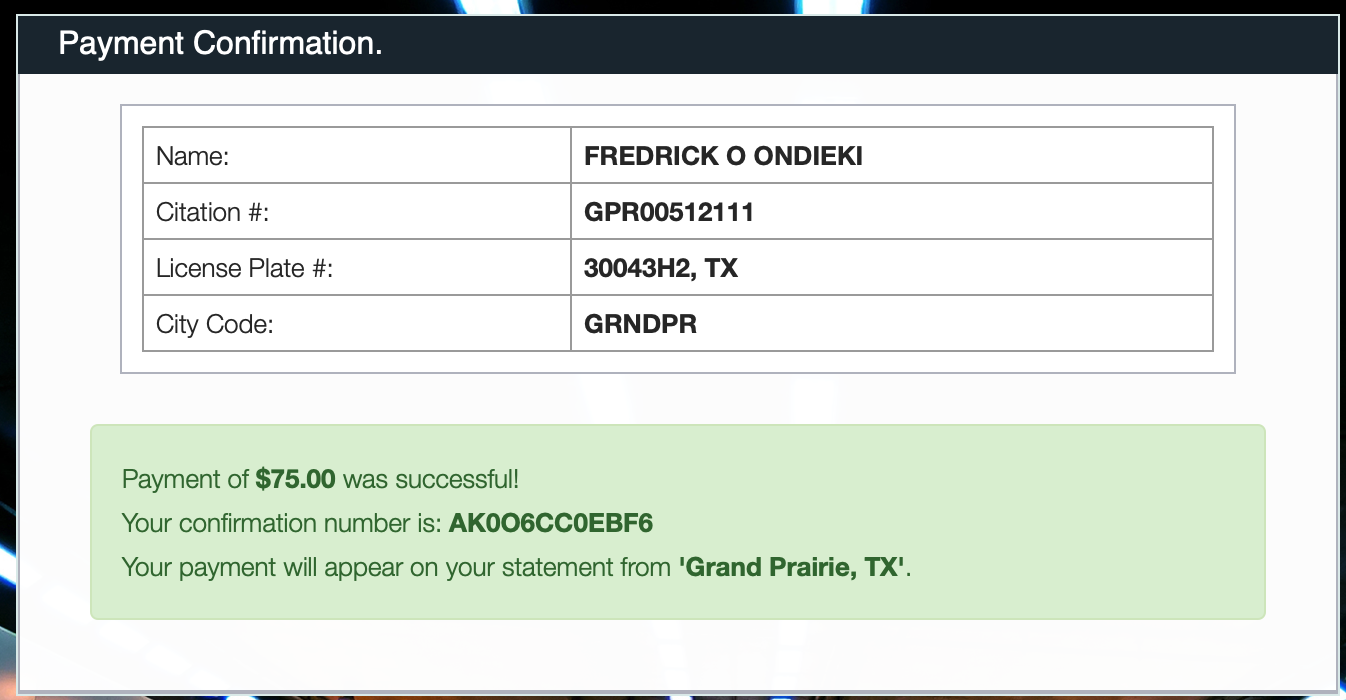 Payment Confirmation.
Name: FREDRICK O ONDIEKI
Citation #: GPR00512111
License Plate #: 30043H2, TX
City Code: GRNDPR
Payment of $75.00 was successful!
Your confirmation number is: AK0O6CC0EBF6
Your payment will appear on your statement from 'Grand Prairie, TX'.